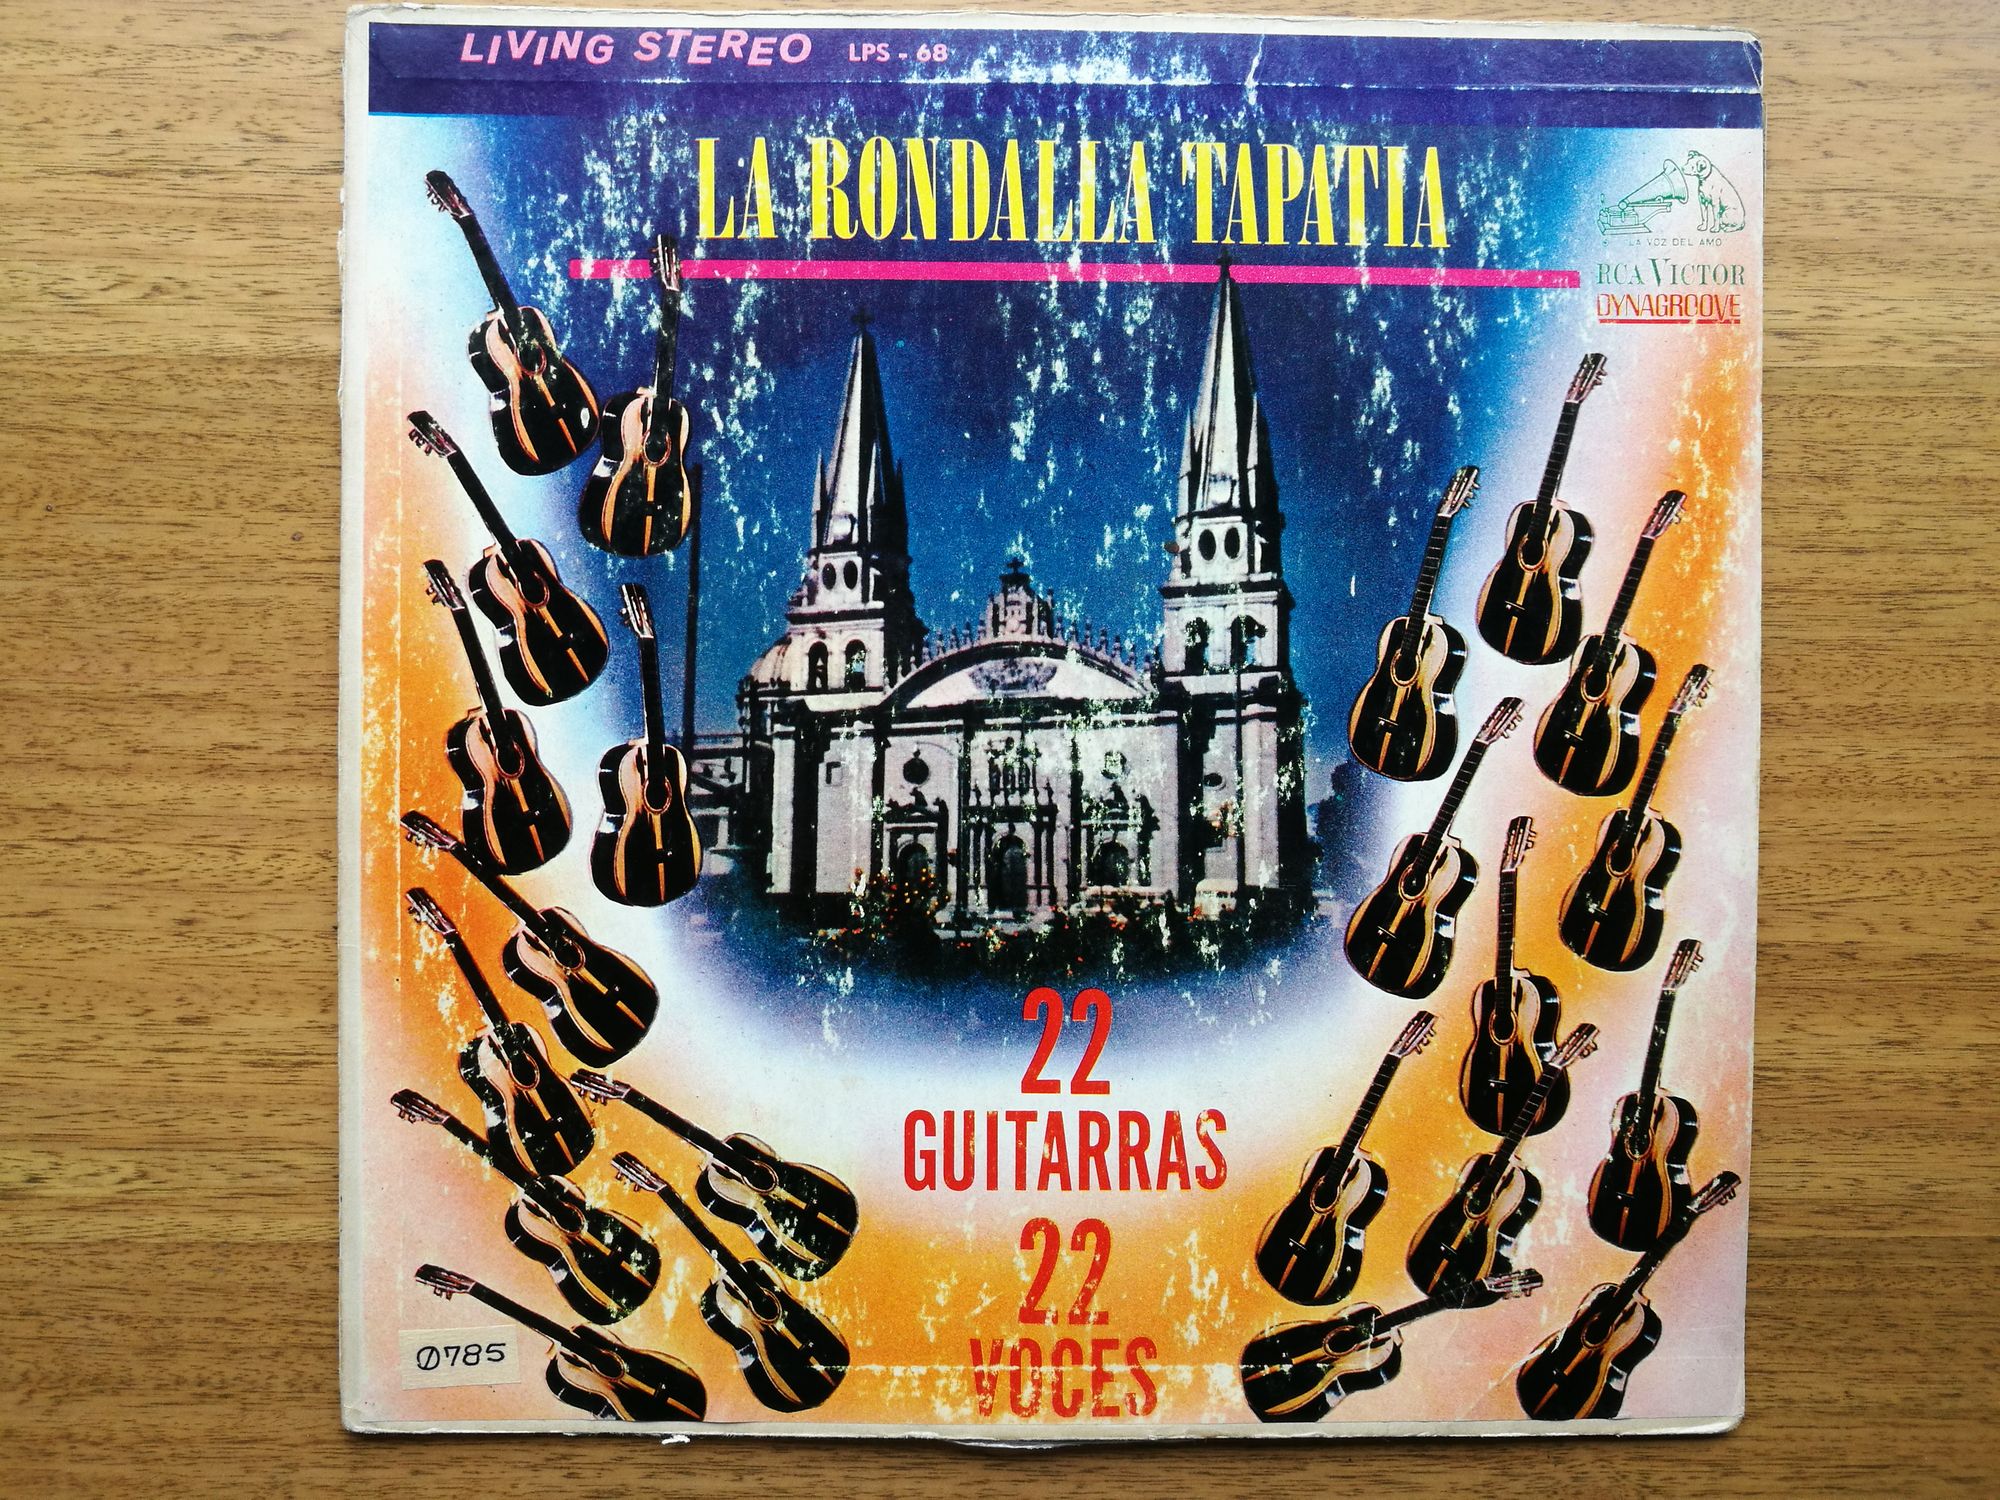 LIVING STEREO LPS - 68
LA RONDALLA TAPATIA
LA VOZ DEL AMO
RCA VICTOR
DYNAGROOVE
22
GUITARRAS
22
VOCES
0785